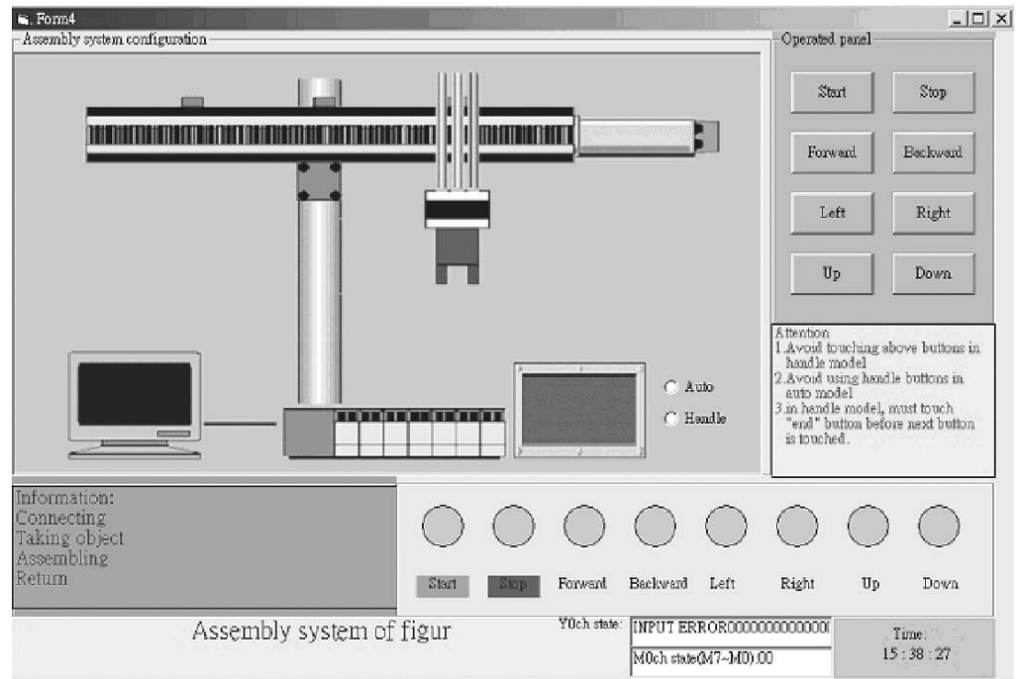 Form4
Assembly system configuration
Operated panel
Start
Stop
Forward
Backward
Left
Right
Up
Down
Auto
Handle
Attention
1.Avoid touching above buttons in
handle model
2.Avoid using handle buttons in
auto model
3.in handle model, must touch
"end" button before next button
is touched.
Information:
Connecting
Taking object
Assembling
Return
Start
Stop
Forward
Backward
Left
Right
Up
Down
Assembly system of figur
Y0ch state:
INPUT ERROR00000000000000
M0ch state(M7~M0):00
Time:
15 : 38 : 27